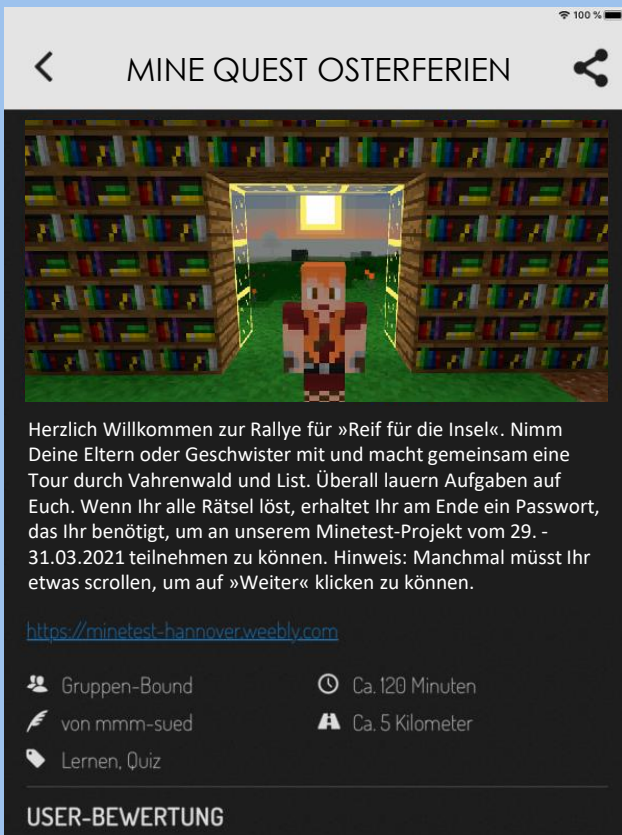 100 %
MINE QUEST OSTERFERIEN
Herzlich Willkommen zur Rallye für »Reif für die Insel«. Nimm
Deine Eltern oder Geschwister mit und macht gemeinsam eine
Tour durch Vahrenwald und List. Überall lauern Aufgaben auf
Euch. Wenn Ihr alle Rätsel löst, erhaltet Ihr am Ende ein Passwort,
das Ihr benötigt, um an unserem Minetest-Projekt vom 29. -
31.03.2021 teilnehmen zu können. Hinweis: Manchmal müsst Ihr
etwas scrollen, um auf »Weiter« klicken zu können.
https://minetest-hannover.weebly.com
Gruppen-Bound Ca. 120 Minuten
von mmm-sued Ca. 5 Kilometer
Lernen, Quiz
USER-BEWERTUNG